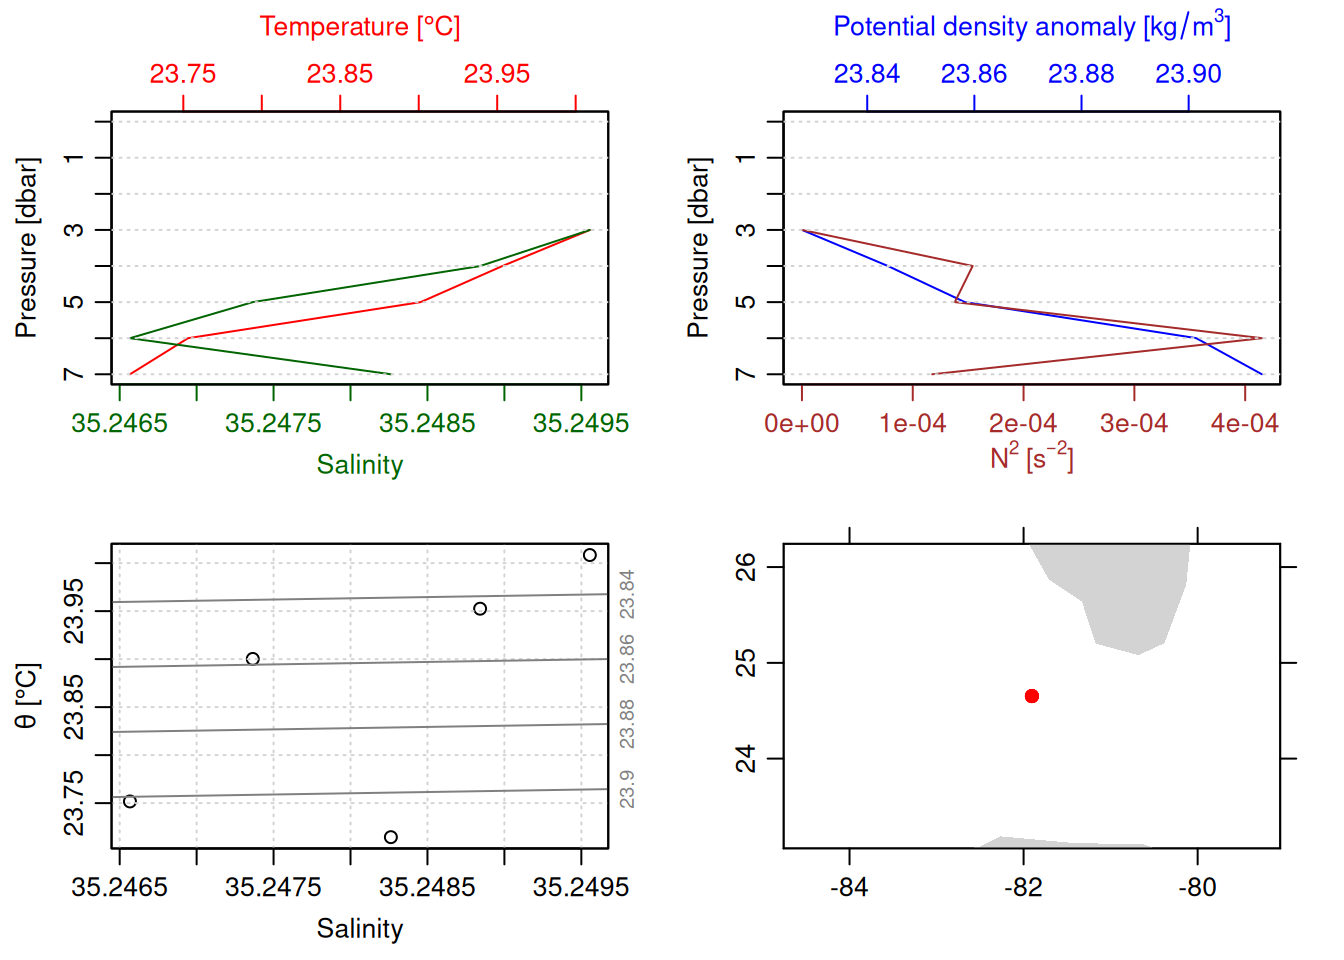 Temperature [°C]
23.75 23.85 23.95
Pressure [dbar]
1
3
5
7
35.2465 35.2475 35.2485 35.2495
Salinity
Potential density anomaly [kg/m³]
23.84 23.86 23.88 23.90
Pressure [dbar]
1
3
5
7
0e+00 1e-04 2e-04 3e-04 4e-04
N² [s⁻²]
θ [°C]
23.95
23.85
23.75
23.84
23.86
23.88
23.9
35.2465 35.2475 35.2485 35.2495
Salinity
26
25
24
-84 -82 -80